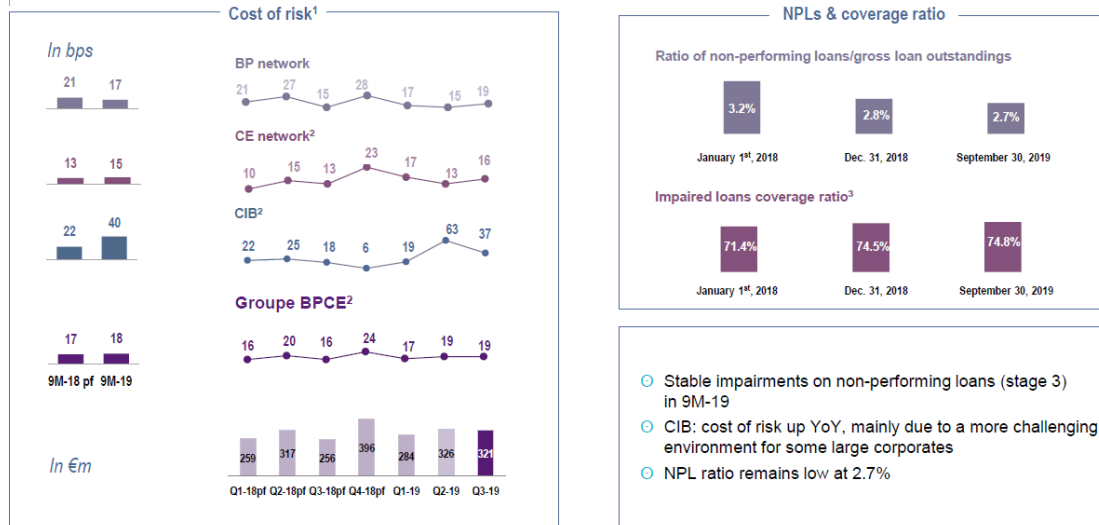 Cost of risk¹
In bps
21 17
BP network
21 27 15 28 17 15 19
CE network²
13 15
10 15 13 23 17 13 16
CIB²
22 40
22 25 18 6 19 63 37
Groupe BPCE²
17 18
16 20 16 24 17 19 19
9M-18 pf 9M-19
In €m
259 317 256 396 284 326 321
Q1-18pf Q2-18pf Q3-18pf Q4-18pf Q1-19 Q2-19 Q3-19
NPLs & coverage ratio
Ratio of non-performing loans/gross loan outstandings
3.2% 2.8% 2.7%
January 1st, 2018 Dec. 31, 2018 September 30, 2019
Impaired loans coverage ratio³
71.4% 74.5% 74.8%
January 1st, 2018 Dec. 31, 2018 September 30, 2019
Stable impairments on non-performing loans (stage 3)
in 9M-19
CIB: cost of risk up YoY, mainly due to a more challenging
environment for some large corporates
NPL ratio remains low at 2.7%